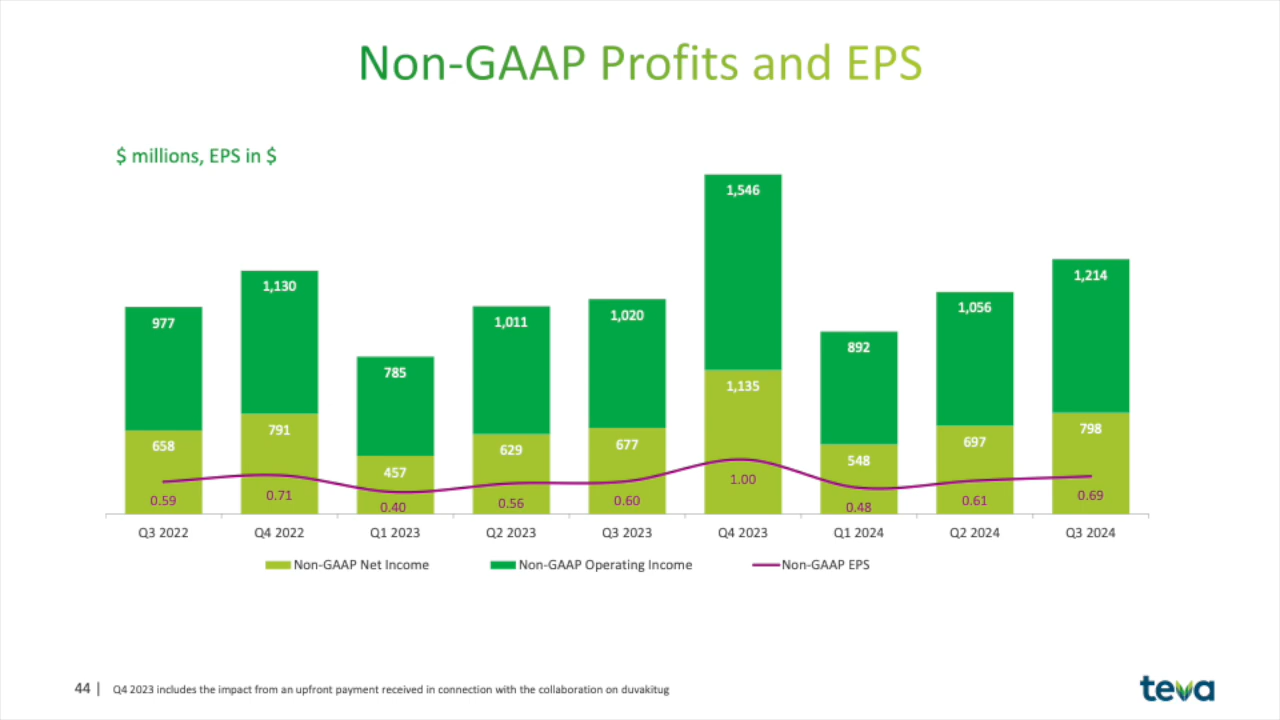 Non-GAAP Profits and EPS
$ millions, EPS in $
977
1,130
785
1,011
1,020
1,546
892
1,056
1,214
658
791
457
629
677
1,135
548
697
798
0.59
0.71
0.40
0.56
0.60
1.00
0.48
0.61
0.69
Q3 2022
Q4 2022
Q1 2023
Q2 2023
Q3 2023
Q4 2023
Q1 2024
Q2 2024
Q3 2024
Non-GAAP Net Income
Non-GAAP Operating Income
Non-GAAP EPS
44 | Q4 2023 includes the impact from an upfront payment received in connection with the collaboration on duvakitug
teva